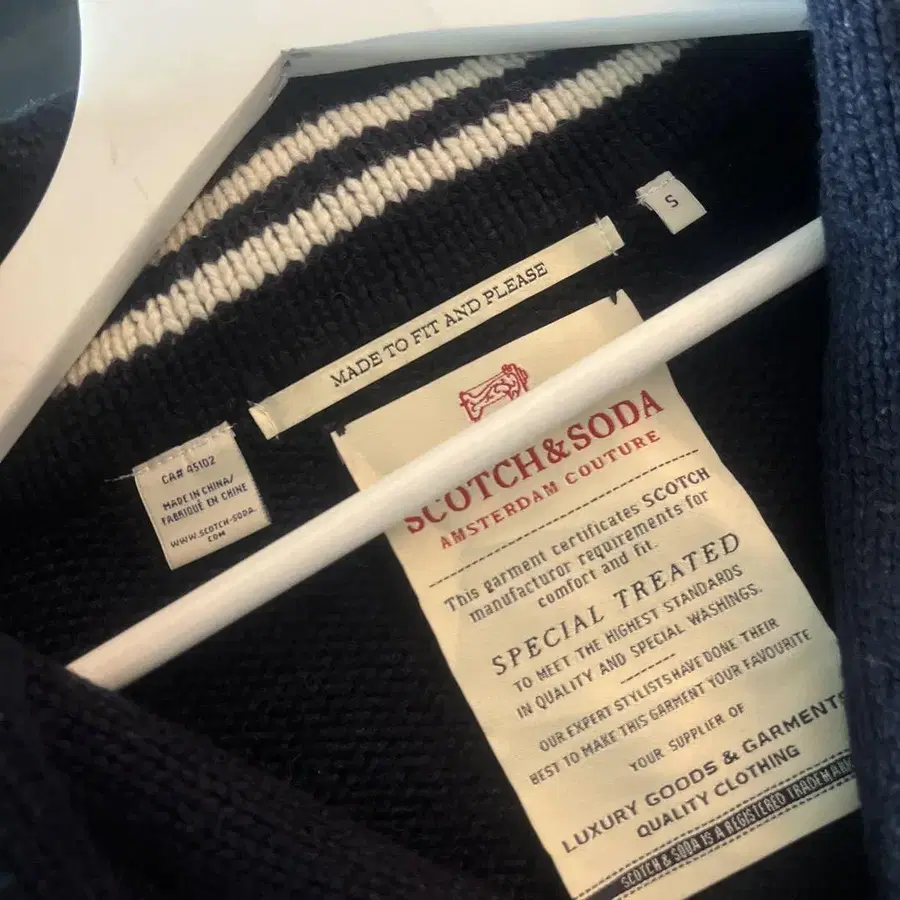 S
MADE TO FIT AND PLEASE
CA# 45102
MADE IN CHINA/
FABRIQUÉ EN CHINE
WWW.SCOTCH-SODA.
COM
SCOTCH & SODA
AMSTERDAM COUTURE
This garment certificates SCOTCH
manufacturor requirements for
comfort and fit.
SPECIAL TREATED
TO MEET THE HIGHEST STANDARDS
IN QUALITY AND SPECIAL WASHINGS.
OUR EXPERT STYLISTS HAVE DONE THEIR
BEST TO MAKE THIS GARMENT YOUR FAVOURITE
YOUR SUPPLIER OF
LUXURY GOODS & GARMENTS
QUALITY CLOTHING
SCOTCH & SODA IS A REGISTERED TRADEMARK